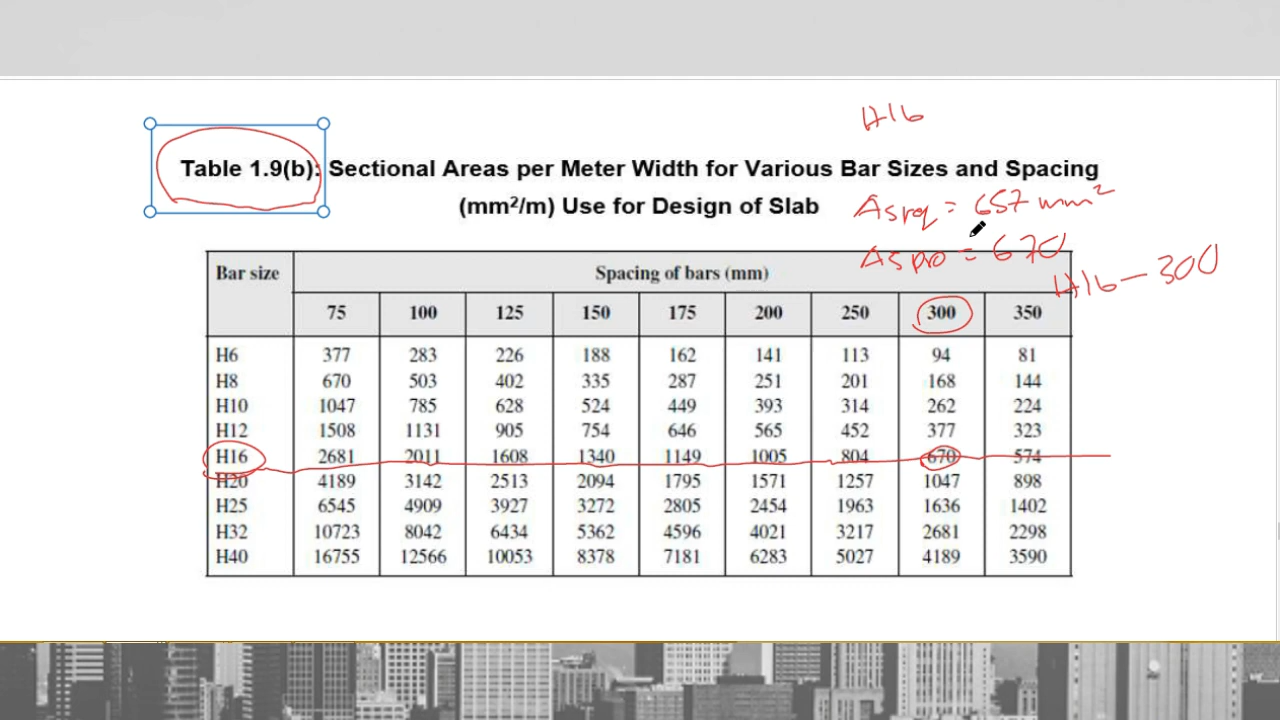 H16
Table 1.9(b): Sectional Areas per Meter Width for Various Bar Sizes and Spacing
(mm²/m) Use for Design of Slab
Asreq = 657 mm²
Aspro = 670
H16-300
Bar size Spacing of bars (mm)
75 100 125 150 175 200 250 300 350
H6 377 283 226 188 162 141 113 94 81
H8 670 503 402 335 287 251 201 168 144
H10 1047 785 628 524 449 393 314 262 224
H12 1508 1131 905 754 646 565 452 377 323
H16 2681 2011 1608 1340 1149 1005 804 670 574
H20 4189 3142 2513 2094 1795 1571 1257 1047 898
H25 6545 4909 3927 3272 2805 2454 1963 1636 1402
H32 10723 8042 6434 5362 4596 4021 3217 2681 2298
H40 16755 12566 10053 8378 7181 6283 5027 4189 3590